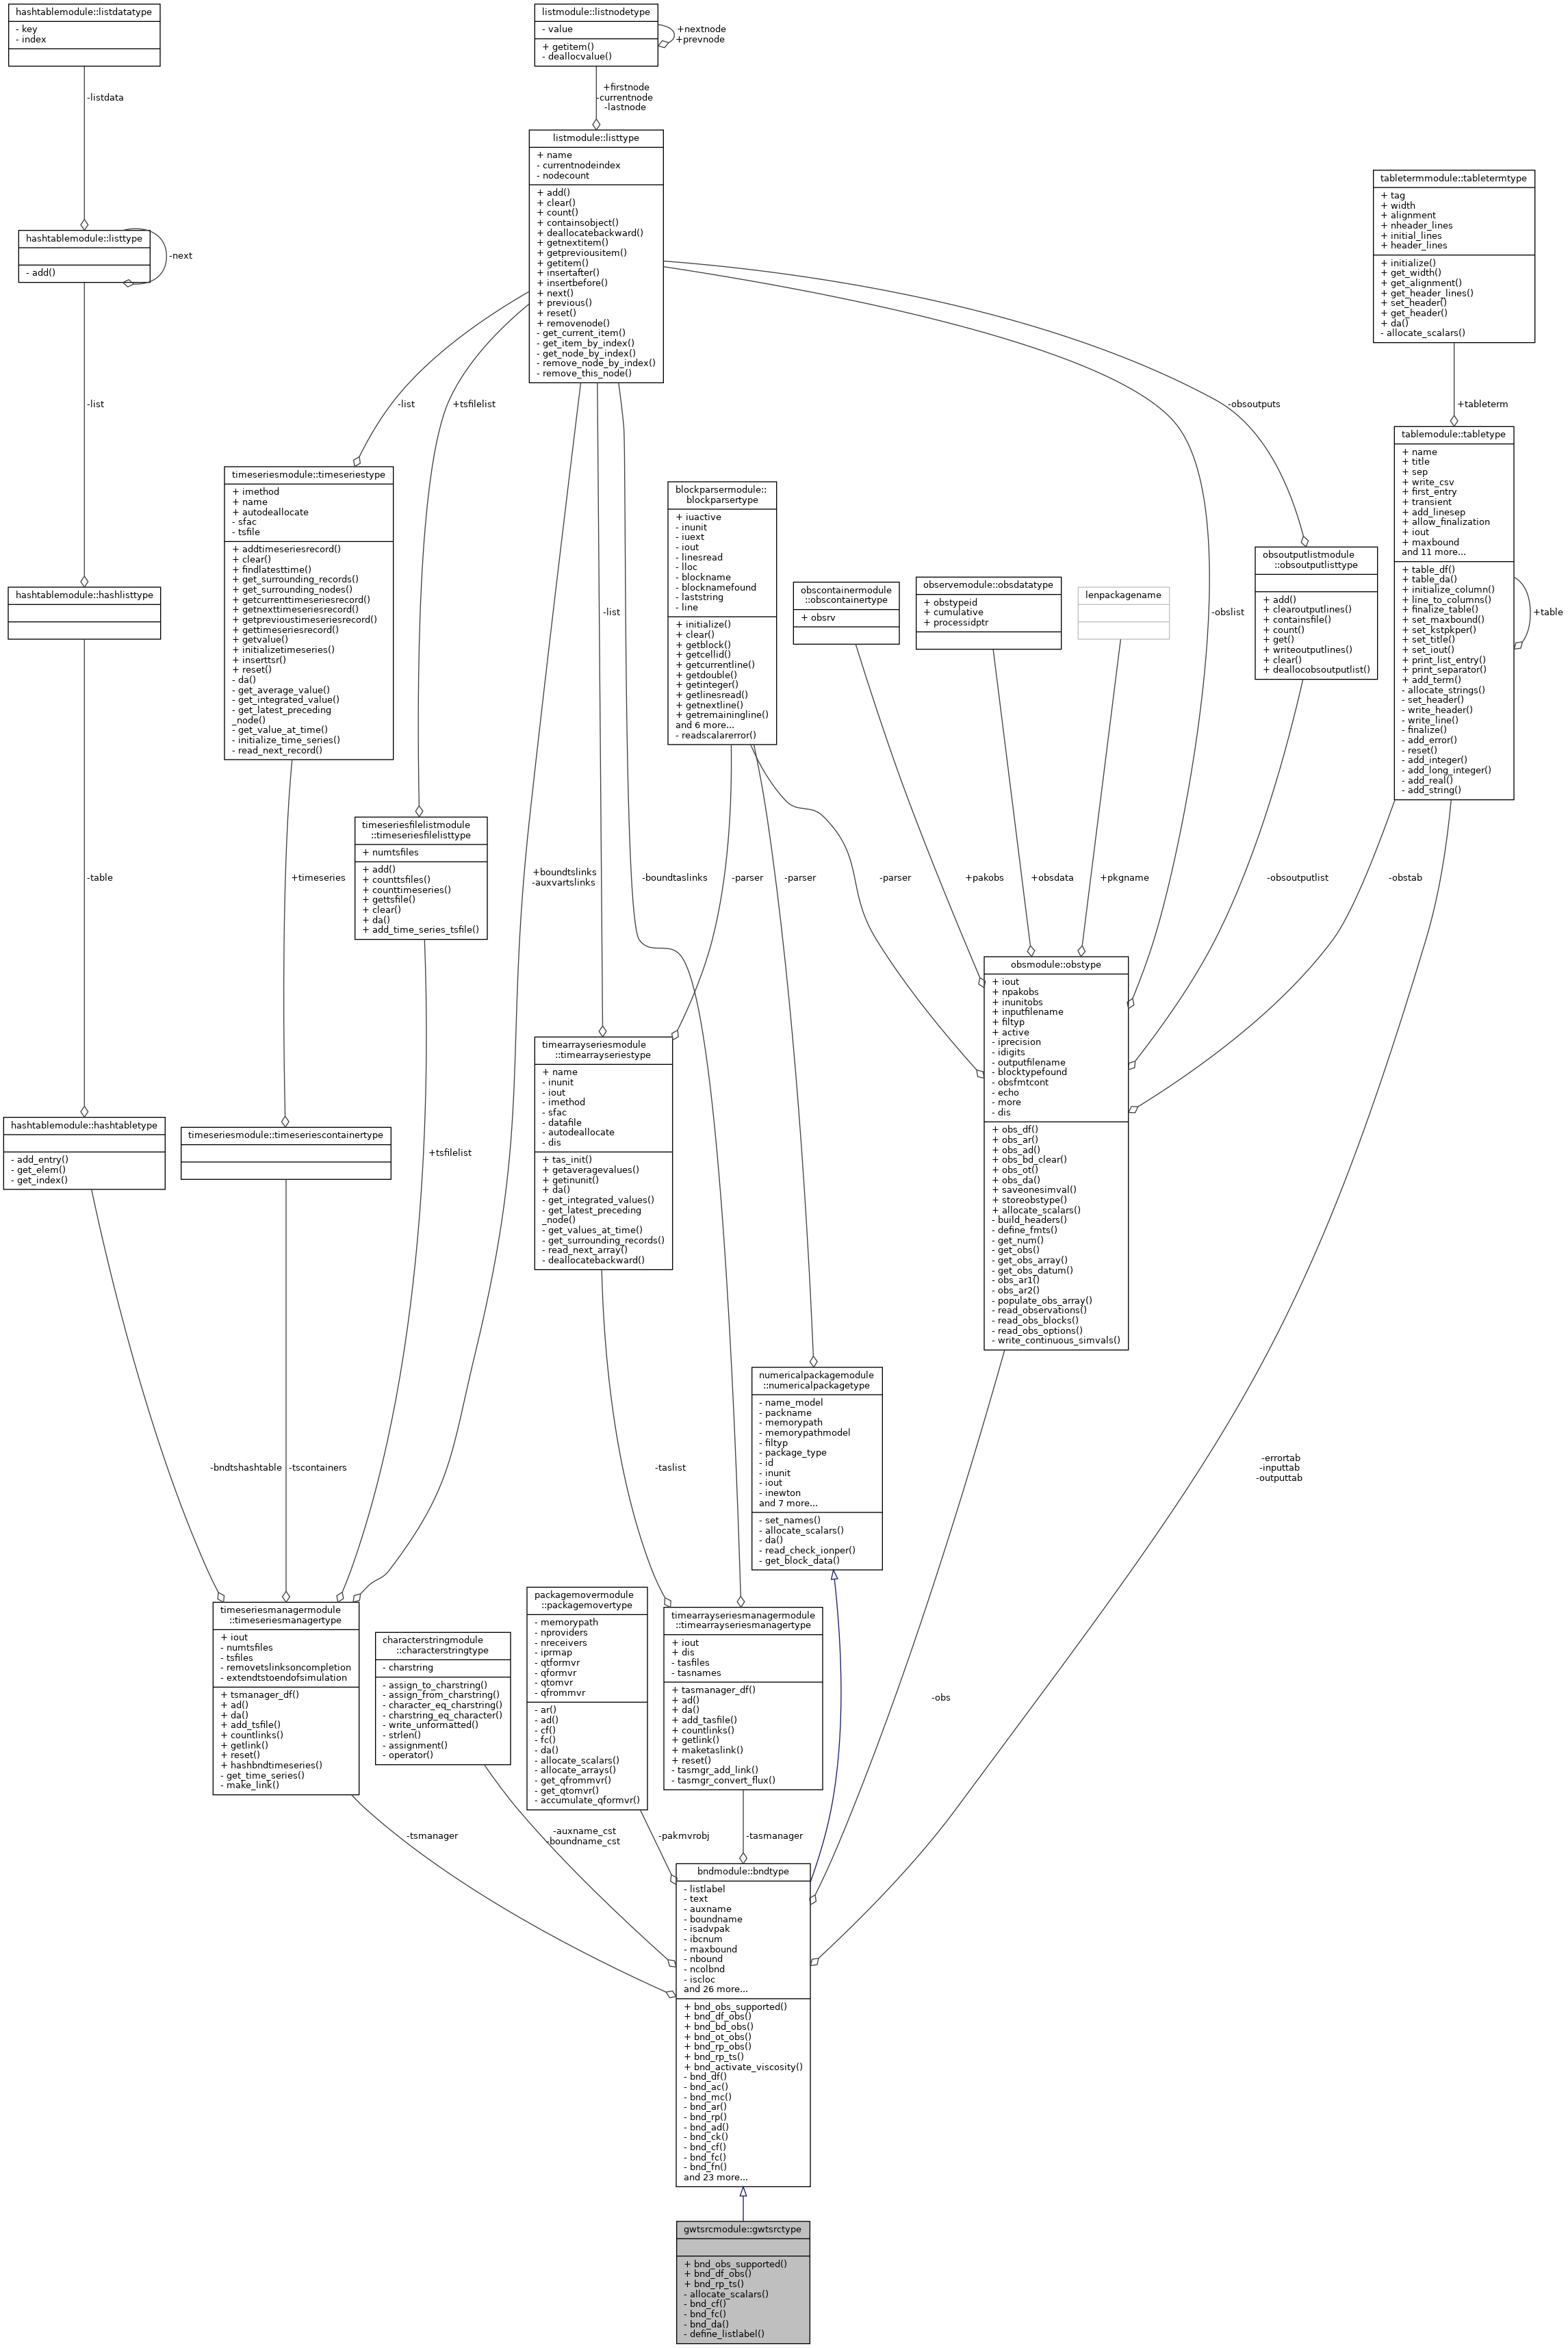 hashtablemodule::listdatatype
- key
- index
-listdata
hashtablemodule::listtype
- add()
-next
-list
hashtablemodule::hashlisttype
-table
hashtablemodule::hashtabletype
- add_entry()
- get_elem()
- get_index()
-bndtshashtable
listmodule::listnodetype
- value
+ getitem()
- deallocvalue()
+nextnode
+prevnode
+firstnode
-currentnode
-lastnode
listmodule::listtype
+ name
- currentnodeindex
- nodecount
+ add()
+ clear()
+ count()
+ containsobject()
+ deallocatebackward()
+ getnextitem()
+ getpreviousitem()
+ getitem()
+ insertafter()
+ insertbefore()
+ next()
+ previous()
+ reset()
+ removenode()
- get_current_item()
- get_item_by_index()
- get_node_by_index()
- remove_node_by_index()
- remove_this_node()
-list
+tsfilelist
-list
-obslist
-obsoutputs
+boundtslinks
-auxvartslinks
-boundtaslinks
timeseriesmodule::timeseriestype
+ imethod
+ name
+ autodeallocate
- sfac
- tsfile
+ addtimeseriesrecord()
+ clear()
+ findlatesttime()
+ get_surrounding_records()
+ get_surrounding_nodes()
+ getcurrenttimeseriesrecord()
+ getnexttimeseriesrecord()
+ getprevioustimeseriesrecord()
+ gettimeseriesrecord()
+ getvalue()
+ initializetimeseries()
+ inserttsr()
+ reset()
- da()
- get_average_value()
- get_integrated_value()
- get_latest_preceding
_node()
- get_value_at_time()
- initialize_time_series()
- read_next_record()
+timeseries
timeseriesmodule::timeseriescontainertype
-tscontainers
timeseriesfilelistmodule
::timeseriesfilelisttype
+ numtsfiles
+ add()
+ counttsfiles()
+ counttimeseries()
+ gettsfile()
+ clear()
+ da()
+ add_time_series_tsfile()
+tsfilelist
blockparsermodule::
blockparsertype
+ iuactive
- inunit
- iuext
- iout
- linesread
- lloc
- blockname
- blocknamefound
- laststring
- line
+ initialize()
+ clear()
+ getblock()
+ getcellid()
+ getcurrentline()
+ getdouble()
+ getinteger()
+ getlinesread()
+ getnextline()
+ getremainingline()
and 6 more...
- readscalarerror()
-parser
-parser
-parser
obscontainermodule
::obscontainertype
+ obsrv
+pakobs
observemodule::obsdatatype
+ obstypeid
+ cumulative
+ processidptr
+obsdata
lenpackagename
+pkgname
obsoutputlistmodule
::obsoutputlisttype
+ add()
+ clearoutputlines()
+ containsfile()
+ count()
+ get()
+ writeoutputlines()
+ clear()
+ deallocobsoutputlist()
-obsoutputlist
tabletermmodule::tabletermtype
+ tag
+ width
+ alignment
+ nheader_lines
+ initial_lines
+ header_lines
+ initialize()
+ get_width()
+ get_alignment()
+ get_header_lines()
+ set_header()
+ get_header()
+ da()
- allocate_scalars()
+tableterm
tablemodule::tabletype
+ name
+ title
+ sep
+ write_csv
+ first_entry
+ transient
+ add_linesep
+ allow_finalization
+ iout
+ maxbound
and 11 more...
+ table_df()
+ table_da()
+ initialize_column()
+ line_to_columns()
+ finalize_table()
+ set_maxbound()
+ set_kstpkper()
+ set_title()
+ set_iout()
+ print_list_entry()
+ print_separator()
+ add_term()
- allocate_strings()
- set_header()
- write_header()
- write_line()
- finalize()
- add_error()
- reset()
- add_integer()
- add_long_integer()
- add_real()
- add_string()
+table
-obstab
-errortab
-inputtab
-outputtab
timearrayseriesmodule
::timearrayseriestype
+ name
- inunit
- iout
- imethod
- sfac
- datafile
- autodeallocate
- dis
+ tas_init()
+ getaveragevalues()
+ getinunit()
+ da()
- get_integrated_values()
- get_latest_preceding
_node()
- get_values_at_time()
- get_surrounding_records()
- read_next_array()
- deallocatebackward()
-taslist
obsmodule::obstype
+ iout
+ npakobs
+ inunitobs
+ inputfilename
+ filtyp
+ active
- iprecision
- idigits
- outputfilename
- blocktypefound
- obsfmtcont
- echo
- more
- dis
+ obs_df()
+ obs_ar()
+ obs_ad()
+ obs_bd_clear()
+ obs_ot()
+ obs_da()
+ saveonesimval()
+ storeobstype()
+ allocate_scalars()
- build_headers()
- define_fmts()
- get_num()
- get_obs()
- get_obs_array()
- get_obs_datum()
- obs_ar1()
- obs_ar2()
- populate_obs_array()
- read_observations()
- read_obs_blocks()
- read_obs_options()
- write_continuous_simvals()
-obs
numericalpackagemodule
::numericalpackagetype
- name_model
- packname
- memorypath
- memorypathmodel
- filtyp
- package_type
- id
- inunit
- iout
- inewton
and 7 more...
- set_names()
- allocate_scalars()
- da()
- read_check_ionper()
- get_block_data()
timeseriesmanagermodule
::timeseriesmanagertype
+ iout
- numtsfiles
- tsfiles
- removetslinksoncompletion
- extendtstoendofsimulation
+ tsmanager_df()
+ ad()
+ da()
+ add_tsfile()
+ countlinks()
+ getlink()
+ reset()
+ hashbndtimeseries()
- get_time_series()
- make_link()
-tsmanager
characterstringmodule
::characterstringtype
- charstring
- assign_to_charstring()
- assign_from_charstring()
- character_eq_charstring()
- charstring_eq_character()
- write_unformatted()
- strlen()
- assignment()
- operator()
-auxname_cst
-boundname_cst
packagemovermodule
::packagemovertype
- memorypath
- nproviders
- nreceivers
- iprmap
- qtformvr
- qformvr
- qtomvr
- qfrommvr
- ar()
- ad()
- cf()
- fc()
- da()
- allocate_scalars()
- allocate_arrays()
- get_qfrommvr()
- get_qtomvr()
- accumulate_qformvr()
-pakmvrobj
timearrayseriesmanagermodule
::timearrayseriesmanagertype
+ iout
+ dis
- tasfiles
- tasnames
+ tasmanager_df()
+ ad()
+ da()
+ add_tasfile()
+ countlinks()
+ getlink()
+ maketaslink()
+ reset()
- tasmgr_add_link()
- tasmgr_convert_flux()
-tasmanager
bndmodule::bndtype
- listlabel
- text
- auxname
- boundname
- isadvpak
- ibcnum
- maxbound
- nbound
- ncolbnd
- iscloc
and 26 more...
+ bnd_obs_supported()
+ bnd_df_obs()
+ bnd_bd_obs()
+ bnd_ot_obs()
+ bnd_rp_obs()
+ bnd_rp_ts()
+ bnd_activate_viscosity()
- bnd_df()
- bnd_ac()
- bnd_mc()
- bnd_ar()
- bnd_rp()
- bnd_ad()
- bnd_ck()
- bnd_cf()
- bnd_fc()
- bnd_fn()
and 23 more...
gwtsrcmodule::gwtsrctype
+ bnd_obs_supported()
+ bnd_df_obs()
+ bnd_rp_ts()
- allocate_scalars()
- bnd_cf()
- bnd_fc()
- bnd_da()
- define_listlabel()